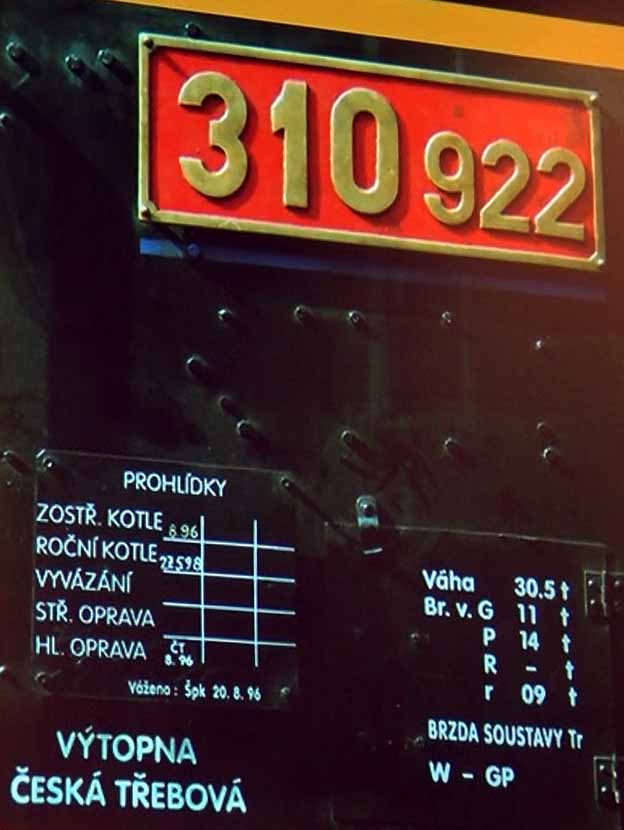 310 922
PROHLÍDKY
ZOSTŘ. KOTLE 8.96
ROČNÍ KOTLE 27598
VYVÁZÁNÍ
STŘ. OPRAVA
HL. OPRAVA ČT 8.96
Váženo : Špk 20.8.96
VÝTOPNA
ČESKÁ TŘEBOVÁ
Váha 30.5 t
Br. v. G 11 t
P 14 t
R - t
r 09 t
BRZDA SOUSTAVY Tr
W - GP